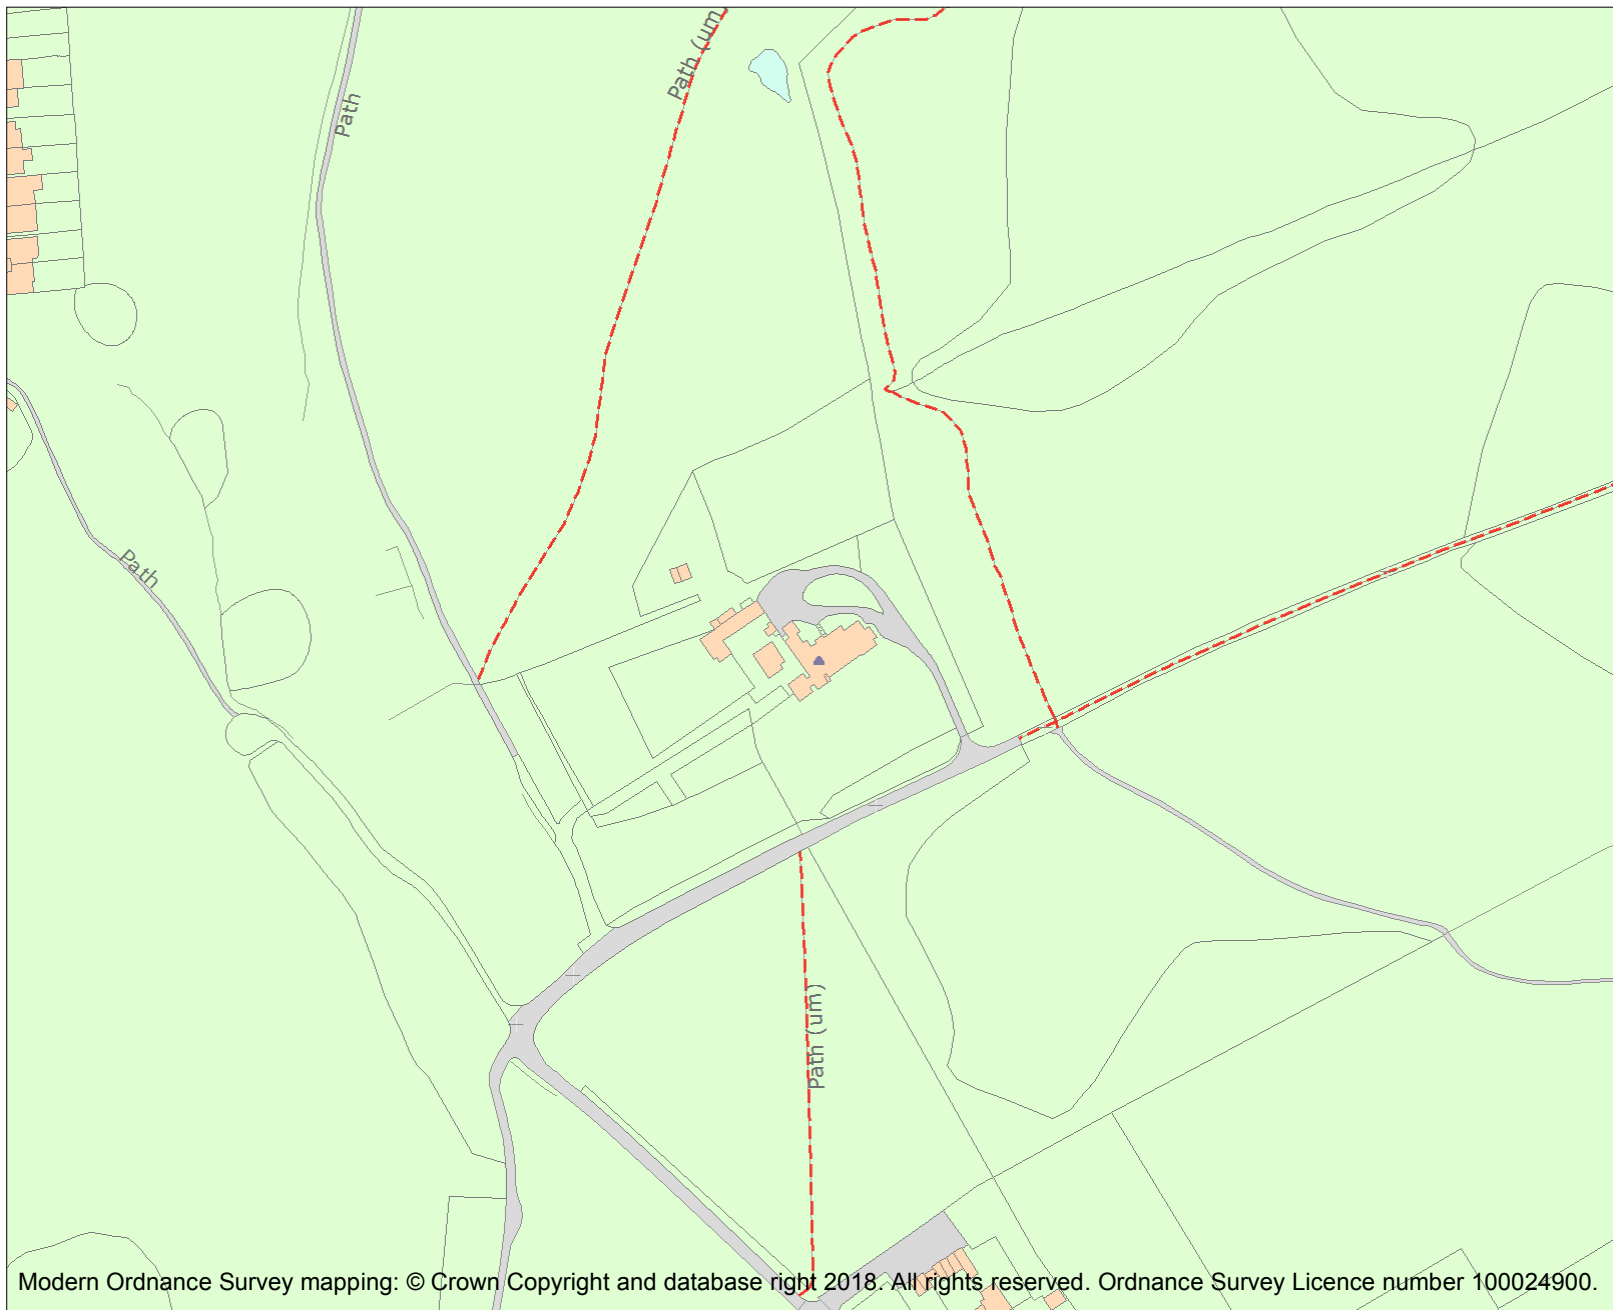 Path (um)
Path
Path
Path (um)
Modern Ordnance Survey mapping: © Crown Copyright and database right 2018. All rights reserved. Ordnance Survey Licence number 100024900.